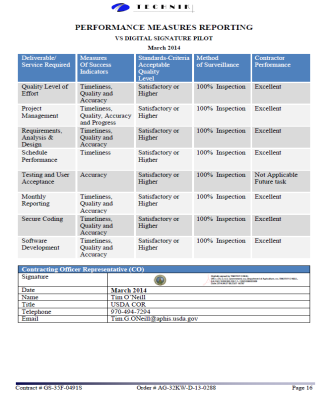 TECHNIK
PERFORMANCE MEASURES REPORTING
VS DIGITAL SIGNATURE PILOT
March 2014
Deliverable/ Service Required | Measures Of Success Indicators | Standards-Criteria Acceptable Quality Level | Method of Surveillance | Contractor Performance
Quality Level of Effort | Timeliness, Quality and Accuracy | Satisfactory or Higher | 100% Inspection | Excellent
Project Management | Timeliness, Quality, Accuracy and Progress | Satisfactory or Higher | 100% Inspection | Excellent
Requirements, Analysis & Design | Timeliness, Quality and Accuracy | Satisfactory or Higher | 100% Inspection | Excellent
Schedule Performance | Timeliness | Satisfactory or Higher | 100% Inspection | Excellent
Testing and User Acceptance | Accuracy | Satisfactory or Higher | 100% Inspection | Not Applicable Future task
Monthly Reporting | Timeliness, Quality and Accuracy | Satisfactory or Higher | 100% Inspection | Excellent
Secure Coding | Timeliness, Quality and Accuracy | Satisfactory or Higher | 100% Inspection | Excellent
Software Development | Timeliness, Quality and Accuracy | Satisfactory or Higher | 100% Inspection | Excellent
Contracting Officer Representative (CO)
Signature
Date | March 2014
Name | Tim O'Neill
Title | USDA COR
Telephone | 970-494-7294
Email | Tim.G.ONeill@aphis.usda.gov
Contract # GS-35F-0491S Order # AG-32KW-D-13-0288 Page 16